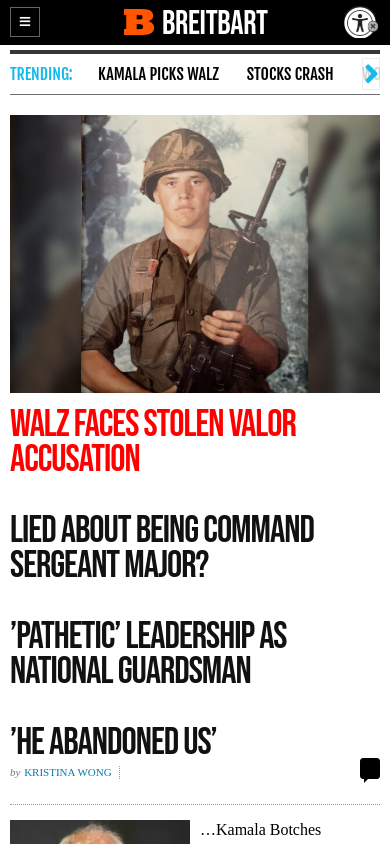 BREITBART
TRENDING:
KAMALA PICKS WALZ
STOCKS CRASH
WALZ FACES STOLEN VALOR
ACCUSATION
LIED ABOUT BEING COMMAND
SERGEANT MAJOR?
’PATHETIC’ LEADERSHIP AS
NATIONAL GUARDSMAN
’HE ABANDONED US’
by KRISTINA WONG
…Kamala Botches